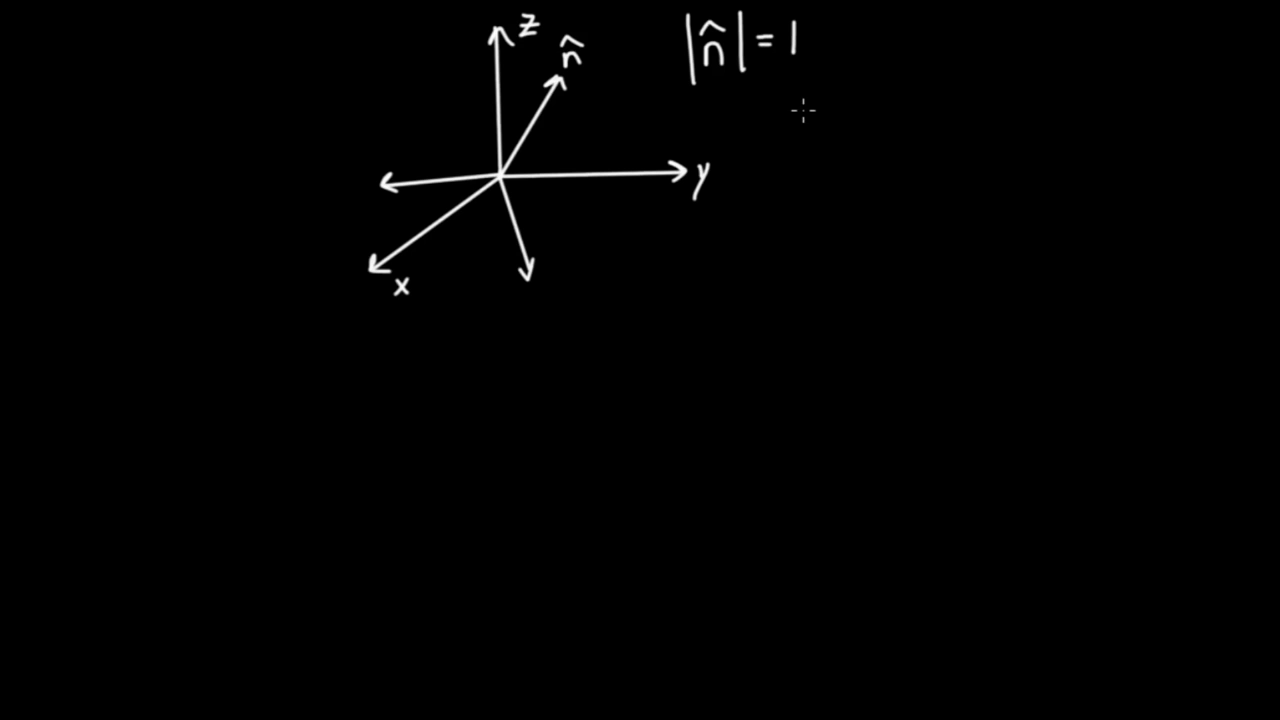 z
n̂
|n̂| = 1
y
x